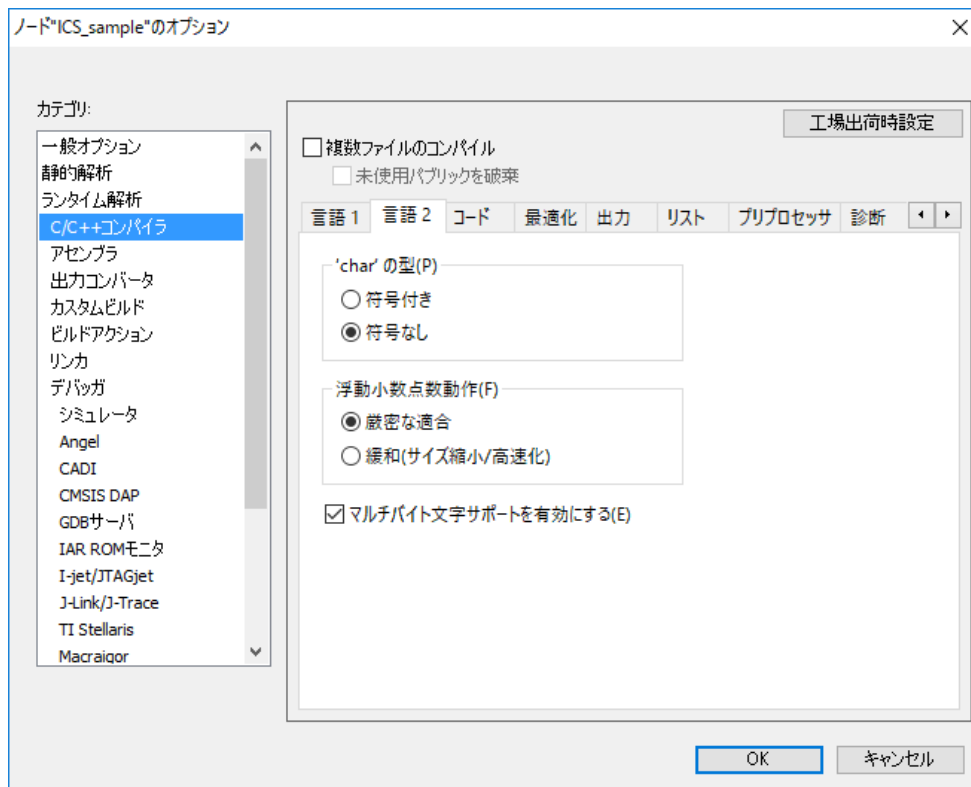 ノード"ICS_sample"のオプション
カテゴリ:
一般オプション
静的解析
ランタイム解析
C/C++コンパイラ
アセンブラ
出力コンバータ
カスタムビルド
ビルドアクション
リンカ
デバッガ
シミュレータ
Angel
CADI
CMSIS DAP
GDBサーバ
IAR ROMモニタ
I-jet/JTAGjet
J-Link/J-Trace
TI Stellaris
Macraigor
工場出荷時設定
複数ファイルのコンパイル
未使用パブリックを破棄
言語 1 言語 2 コード 最適化 出力 リスト プリプロセッサ 診断
'char' の型(P)
符号付き
符号なし
浮動小数点数動作(F)
厳密な適合
緩和(サイズ縮小/高速化)
マルチバイト文字サポートを有効にする(E)
OK キャンセル